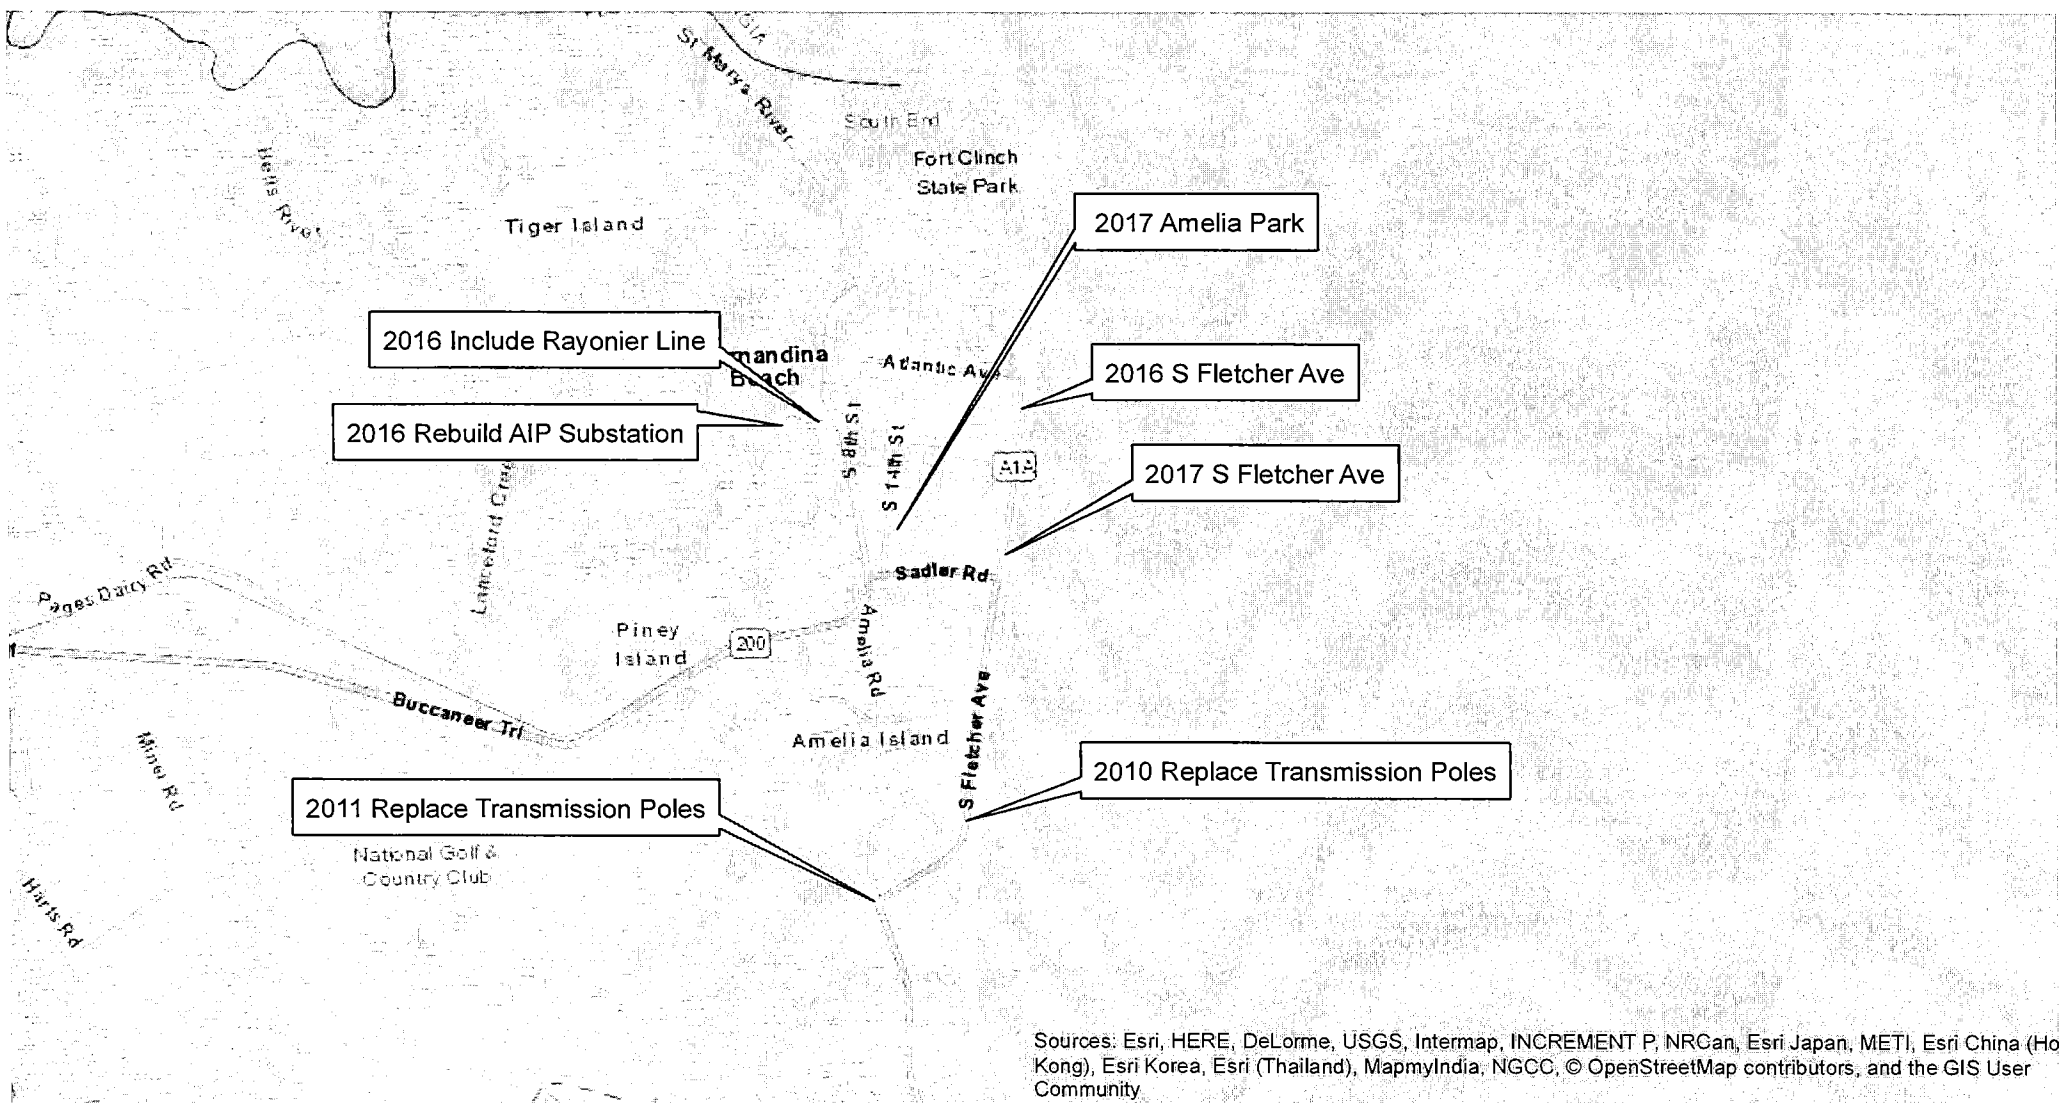 St Marys River
South End
Fort Clinch
State Park
Bells River
Tiger Island
2017 Amelia Park
2016 Include Rayonier Line
mandina
Beach
Atlantic Ave
2016 S Fletcher Ave
2016 Rebuild AIP Substation
S 8th St
S 14th St
A1A
2017 S Fletcher Ave
Lanceford
Sadler Rd
Pages Dairy Rd
Piney
Island
200
Amelia Rd
Buccaneer Trl
S Fletcher Ave
Amelia Island
Miner Rd
2010 Replace Transmission Poles
2011 Replace Transmission Poles
National Golf &
Country Club
Harts Rd
Sources: Esri, HERE, DeLorme, USGS, Intermap, INCREMENT P, NRCan, Esri Japan, METI, Esri China (Ho
Kong), Esri Korea, Esri (Thailand), MapmyIndia, NGCC, © OpenStreetMap contributors, and the GIS User
Community